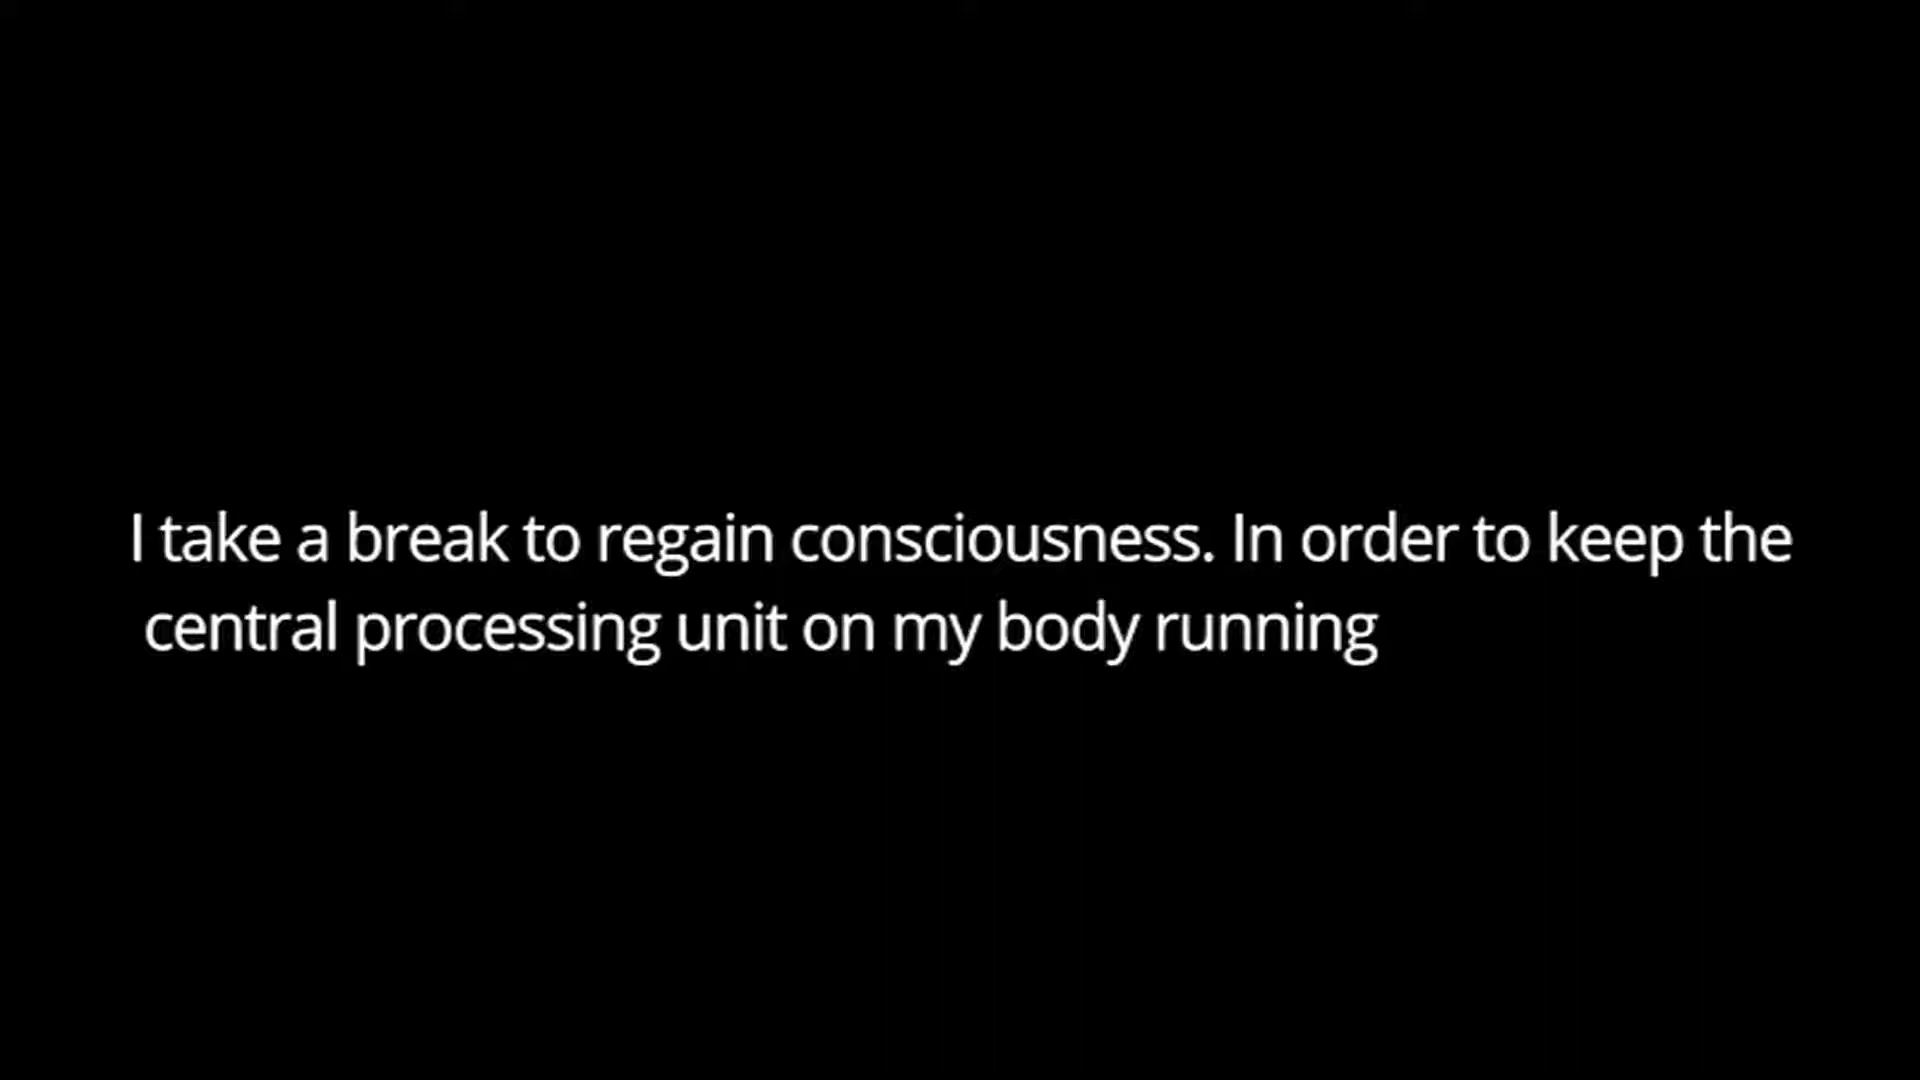 I take a break to regain consciousness. In order to keep the
central processing unit on my body running